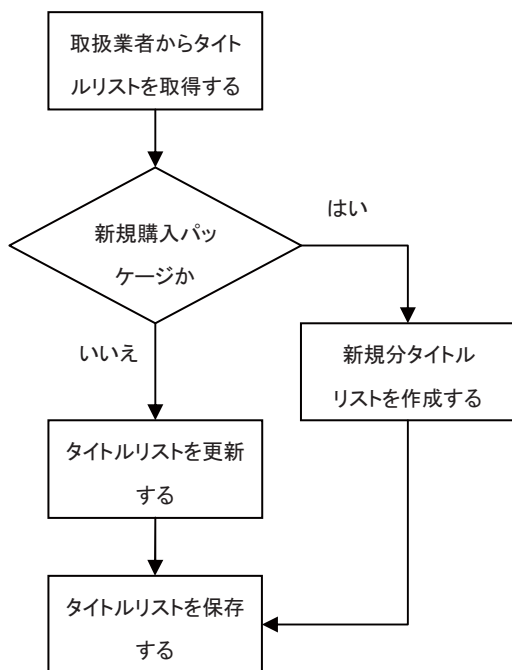 取扱業者からタイト
ルリストを取得する
新規購入パッ
ケージか
はい
いいえ
新規分タイトル
リストを作成する
タイトルリストを更新
する
タイトルリストを保存
する